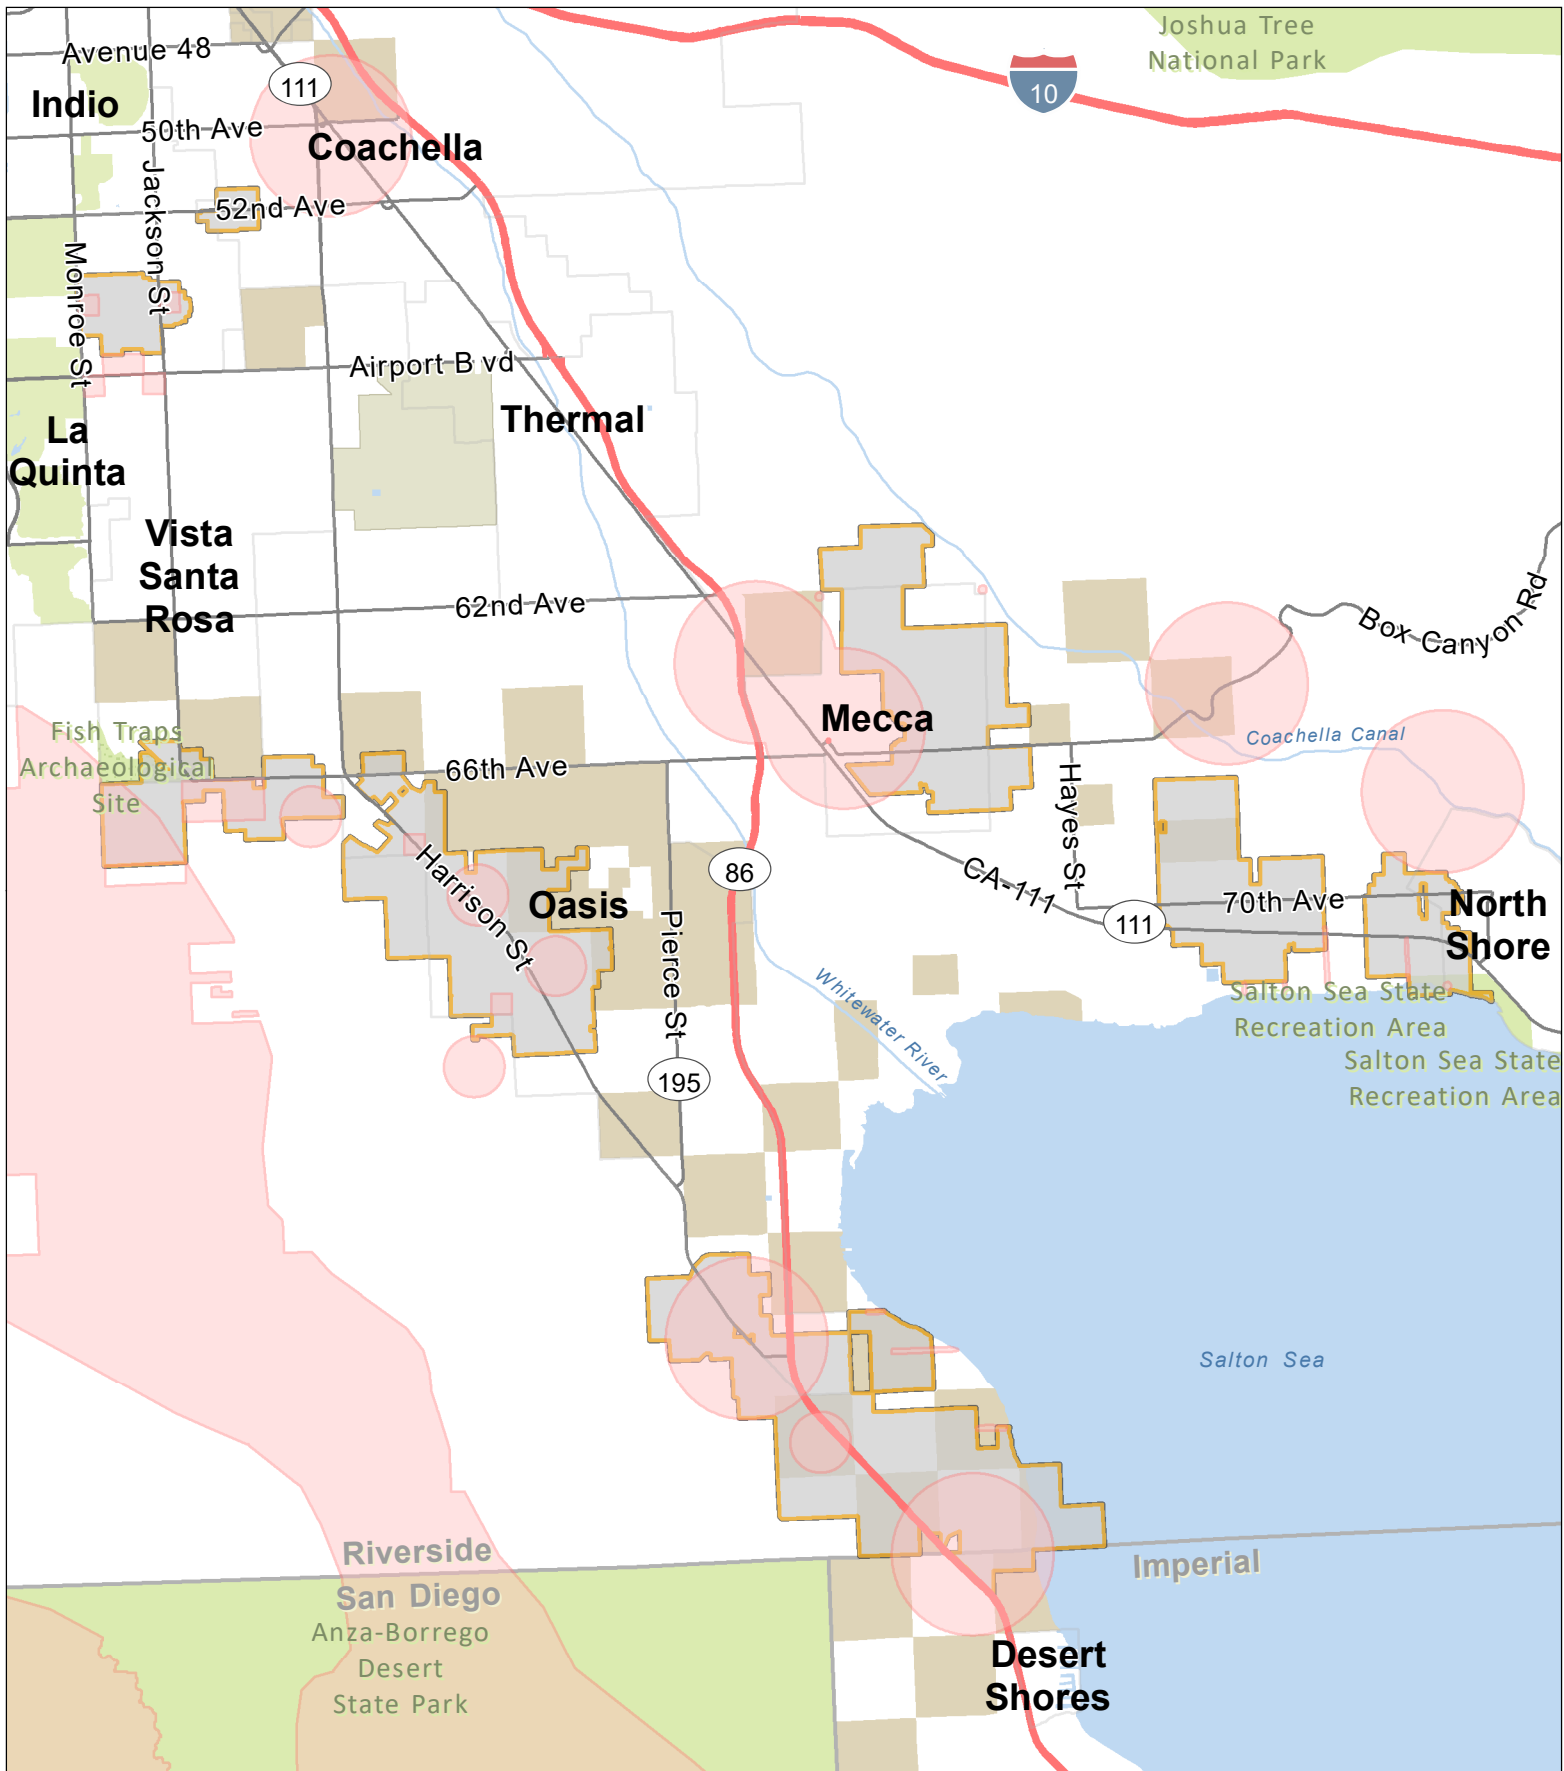 Joshua Tree
National Park
Avenue 48
10
111
Indio
50th Ave
Coachella
Jackson St
52nd Ave
Monroe St
Airport B vd
Thermal
La
Quinta
Vista
Santa
Rosa
62nd Ave
Box Canyon Rd
Fish Traps
Archaeological
Site
Mecca
Coachella Canal
66th Ave
Hayes St
Harrison St
86
CA-111
Oasis
70th Ave
North
Shore
111
Pierce St
Whitewater River
Salton Sea State
Recreation Area
Salton Sea State
Recreation Area
195
Salton Sea
Riverside
San Diego
Imperial
Anza-Borrego
Desert
State Park
Desert
Shores